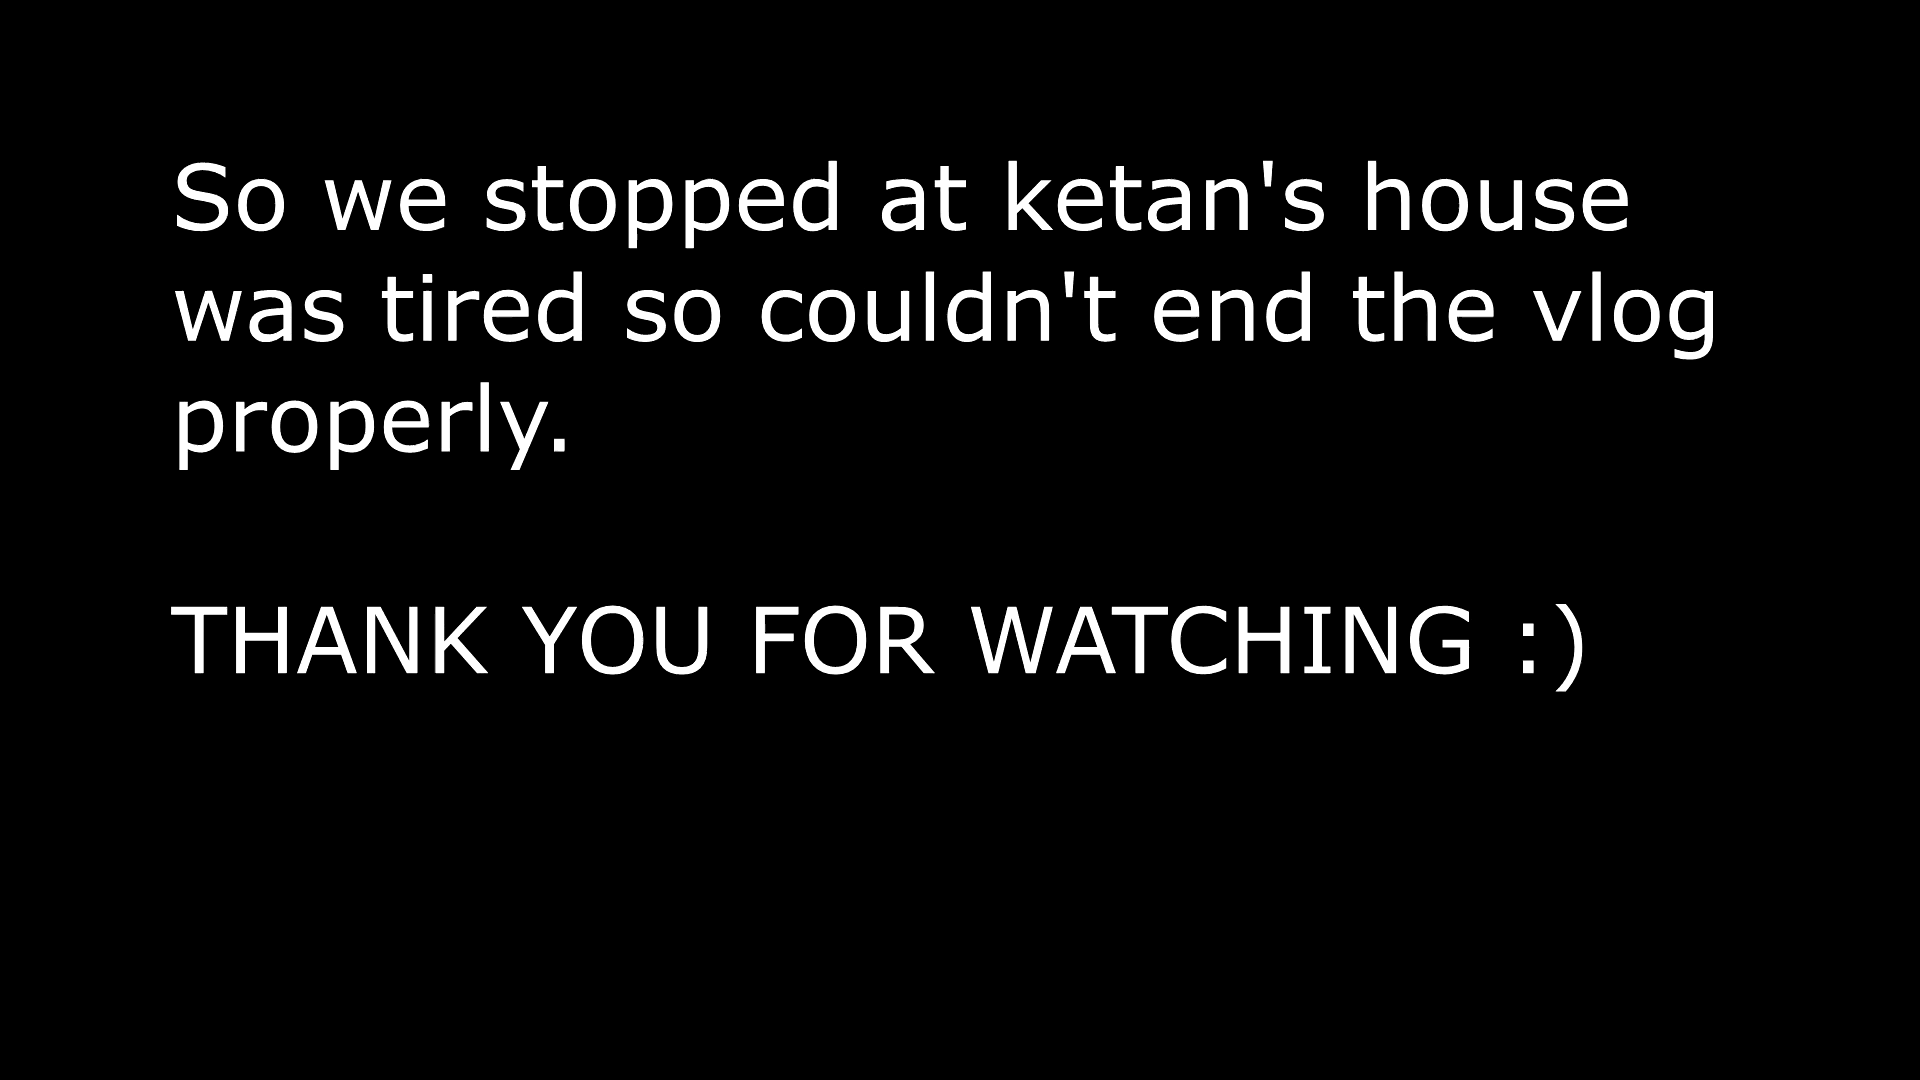 So we stopped at ketan's house
was tired so couldn't end the vlog
properly.
THANK YOU FOR WATCHING :)